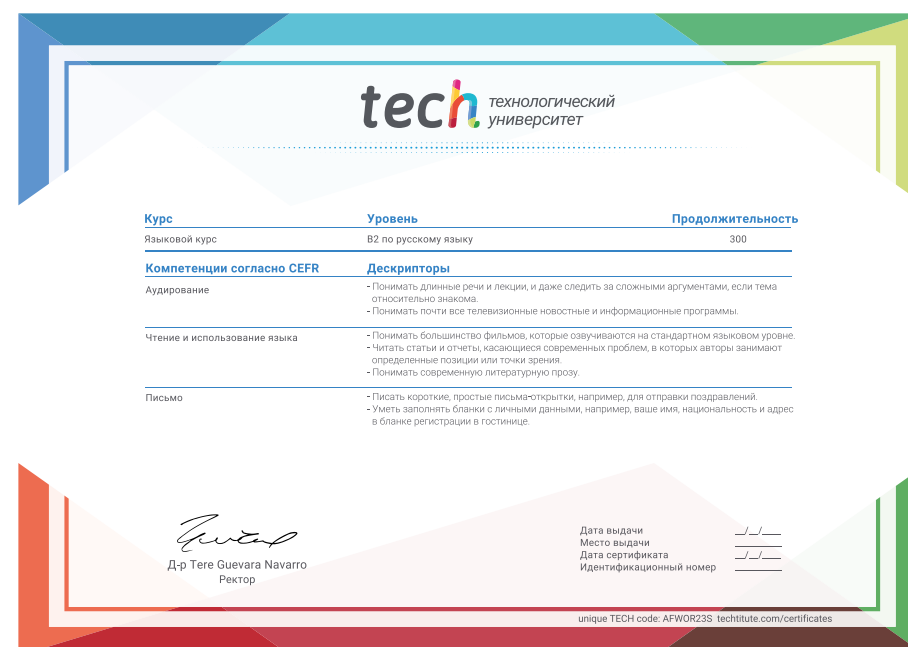 tech технологический
университет
Курс Уровень Продолжительность
Языковой курс B2 по русскому языку 300
Компетенции согласно CEFR Дескрипторы
Аудирование - Понимать длинные речи и лекции, и даже следить за сложными аргументами, если тема
относительно знакома.
- Понимать почти все телевизионные новостные и информационные программы.
Чтение и использование языка - Понимать большинство фильмов, которые озвучиваются на стандартном языковом уровне.
- Читать статьи и отчеты, касающиеся современных проблем, в которых авторы занимают
определенные позиции или точки зрения.
- Понимать современную литературную прозу.
Письмо - Писать короткие, простые письма-открытки, например, для отправки поздравлений.
- Уметь заполнять бланки с личными данными, например, ваше имя, национальность и адрес
в бланке регистрации в гостинице.
Д-р Tere Guevara Navarro
Ректор
Дата выдачи __/__/____
Место выдачи ________
Дата сертификата __/__/____
Идентификационный номер ________
unique TECH code: AFWOR23S techtitute.com/certificates